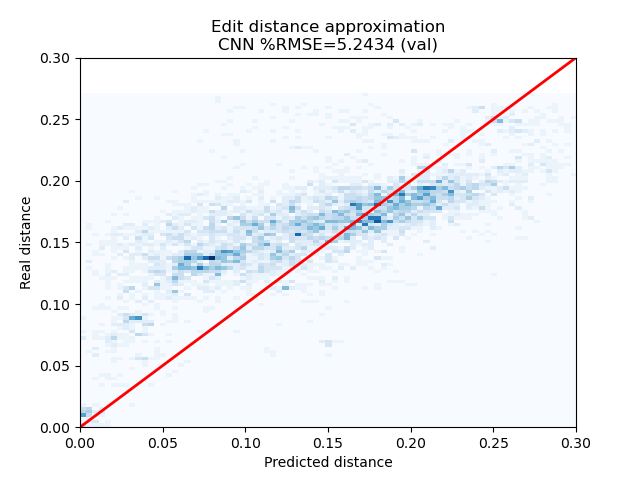 Edit distance approximation
CNN %RMSE=5.2434 (val)
0.30
0.25
0.20
0.15
0.10
0.05
0.00
Real distance
0.00 0.05 0.10 0.15 0.20 0.25 0.30
Predicted distance